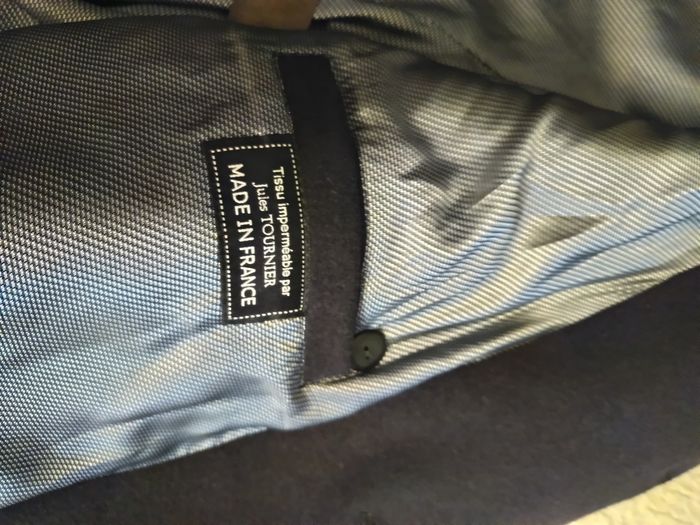 Tissu imperméable par
Jules TOURNIER
MADE IN FRANCE